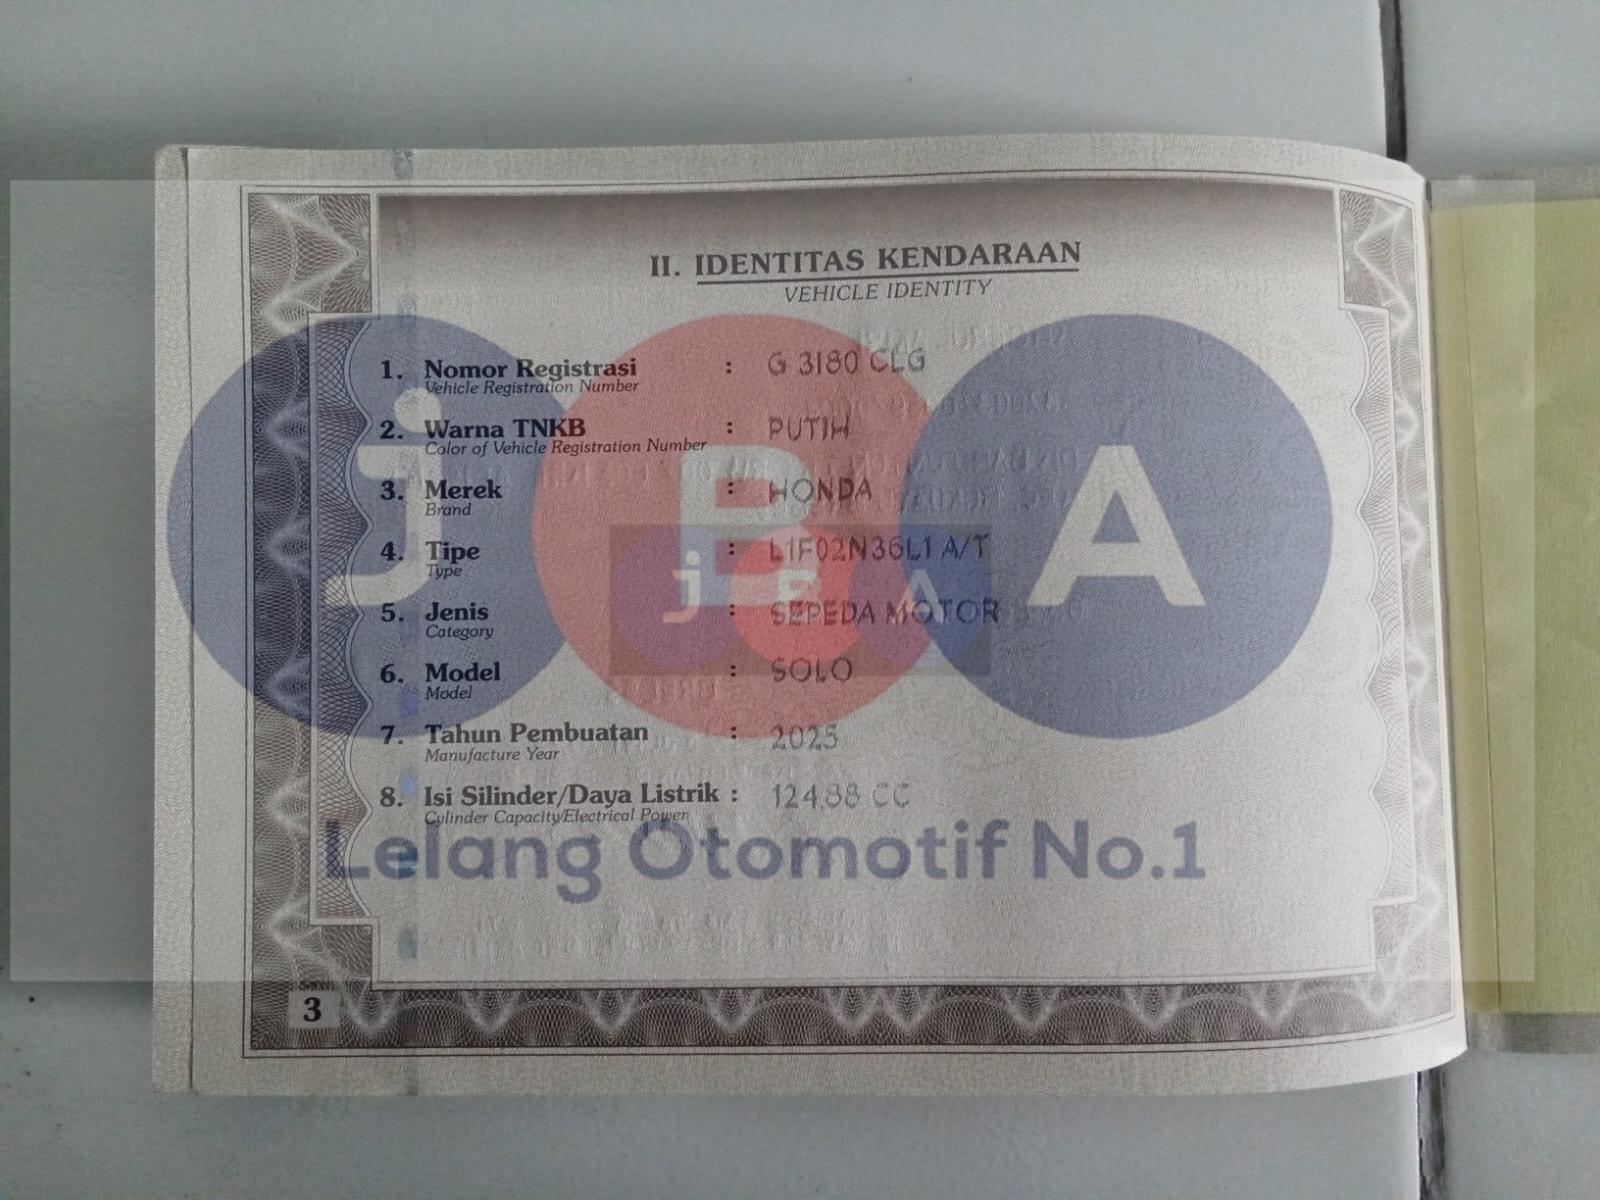 II. IDENTITAS KENDARAAN
VEHICLE IDENTITY
1. Nomor Registrasi : G 3180 CLG
Vehicle Registration Number
2. Warna TNKB : PUTIH
Color of Vehicle Registration Number
3. Merek : HONDA
Brand
4. Tipe : L1F02N36L1 A/T
Type
5. Jenis : SEPEDA MOTOR
Category
6. Model : SOLO
Model
7. Tahun Pembuatan : 2025
Manufacture Year
8. Isi Silinder/Daya Listrik : 124,88 CC
Cylinder Capacity/Electrical Power
jBA
jBA
Lelang Otomotif No.1
3